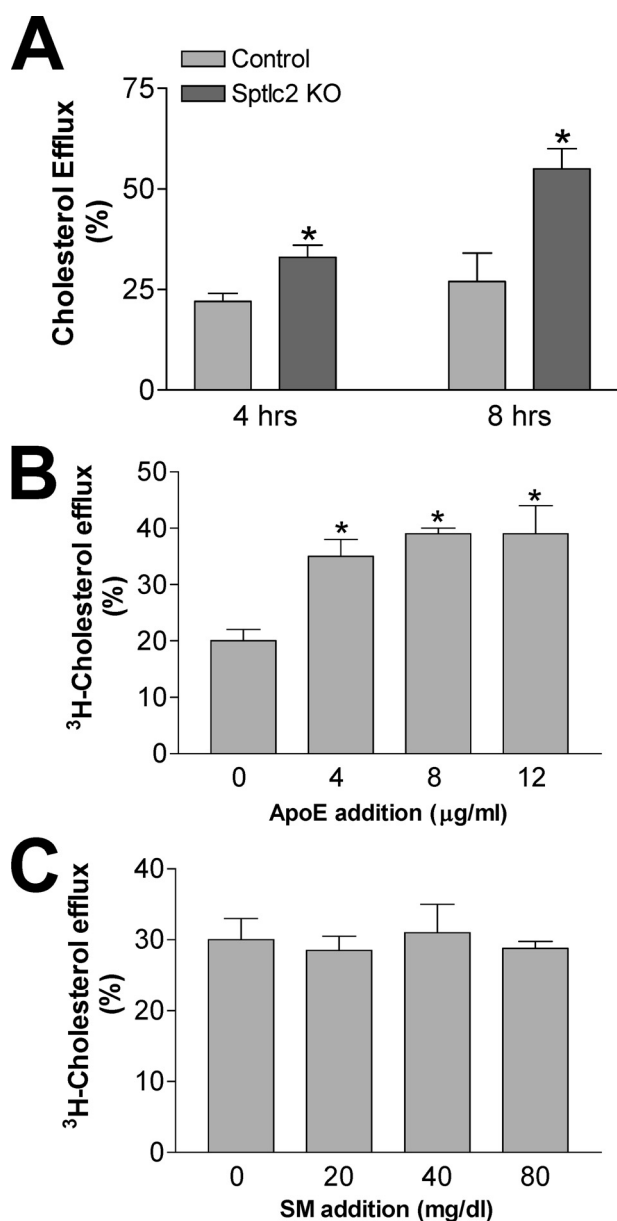 A
Control
Sptlc2 KO
Cholesterol Efflux
(%)
75
50
25
0
*
*
4 hrs
8 hrs
B
³H-Cholesterol efflux
(%)
50
40
30
20
10
0
*
*
*
0 4 8 12
ApoE addition (μg/ml)
C
³H-Cholesterol efflux
(%)
40
30
20
10
0
0 20 40 80
SM addition (mg/dl)